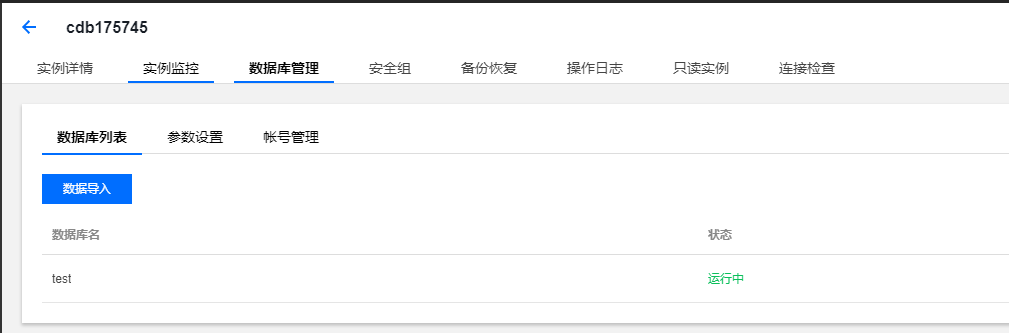 cdb175745
实例详情 实例监控 数据库管理 安全组 备份恢复 操作日志 只读实例 连接检查
数据库列表 参数设置 帐号管理
数据导入
数据库名 状态
test 运行中